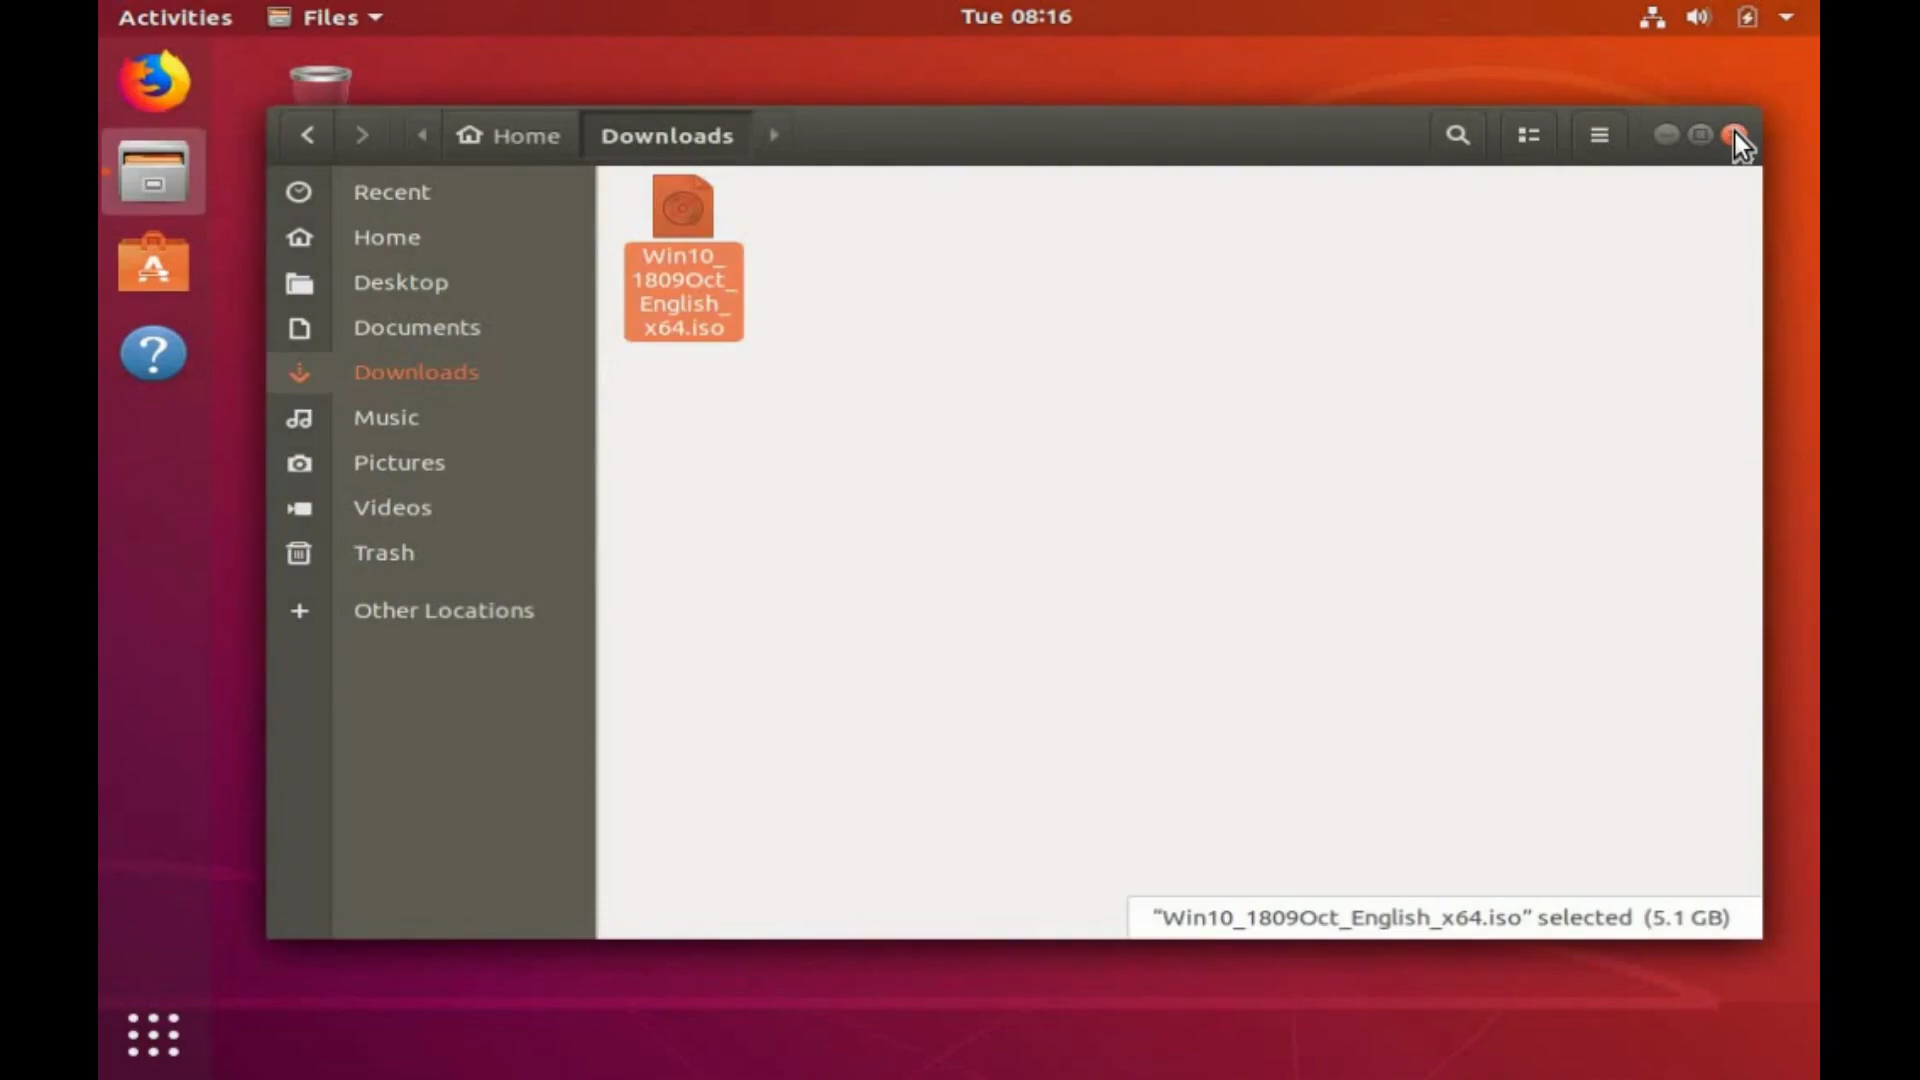 Activities
Files
Tue 08:16
Home
Downloads
Recent
Home
Desktop
Documents
Downloads
Music
Pictures
Videos
Trash
Other Locations
Win10_
1809Oct_
English_
x64.iso
“Win10_1809Oct_English_x64.iso” selected (5.1 GB)